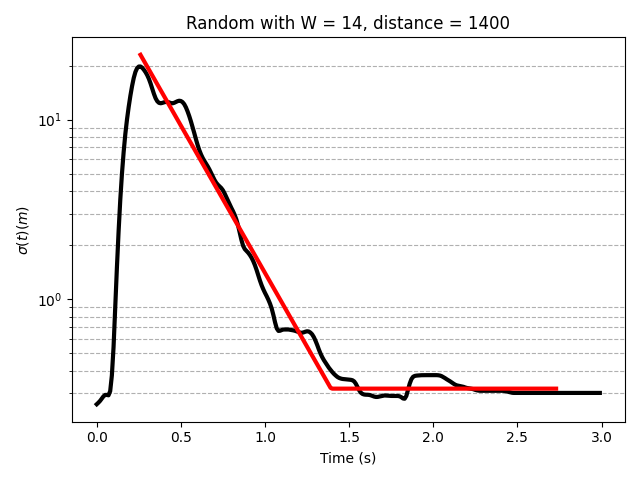 Random with W = 14, distance = 1400
10¹
10⁰
σ(t)(m)
0.0 0.5 1.0 1.5 2.0 2.5 3.0
Time (s)